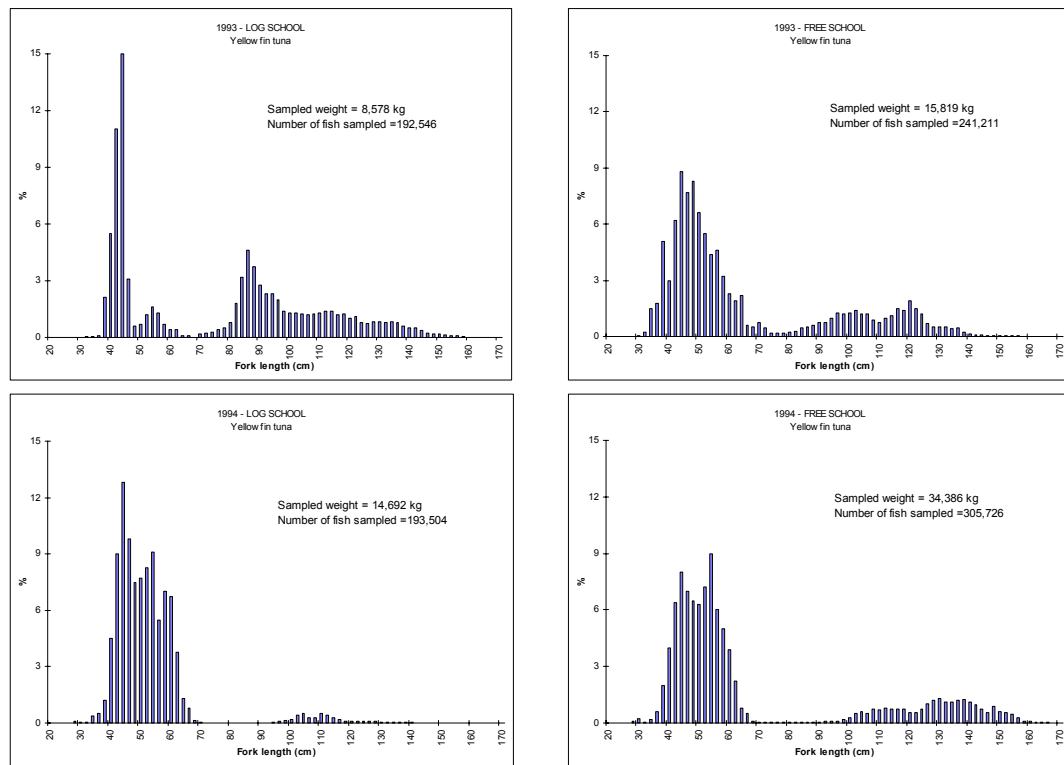 1993 - LOG SCHOOL
Yellow fin tuna
15
12
9
6
3
0
%
Sampled weight = 8,578 kg
Number of fish sampled =192,546
20 30 40 50 60 70 80 90 100 110 120 130 140 150 160 170
Fork length (cm)
1993 - FREE SCHOOL
Yellow fin tuna
15
12
9
6
3
0
%
Sampled weight = 15,819 kg
Number of fish sampled =241,211
20 30 40 50 60 70 80 90 100 110 120 130 140 150 160 170
Fork length (cm)
1994 - LOG SCHOOL
Yellow fin tuna
15
12
9
6
3
0
%
Sampled weight = 14,692 kg
Number of fish sampled =193,504
20 30 40 50 60 70 80 90 100 110 120 130 140 150 160 170
Fork length (cm)
1994 - FREE SCHOOL
Yellow fin tuna
15
12
9
6
3
0
%
Sampled weight = 34,386 kg
Number of fish sampled =305,726
20 30 40 50 60 70 80 90 100 110 120 130 140 150 160 170
Fork length (cm)